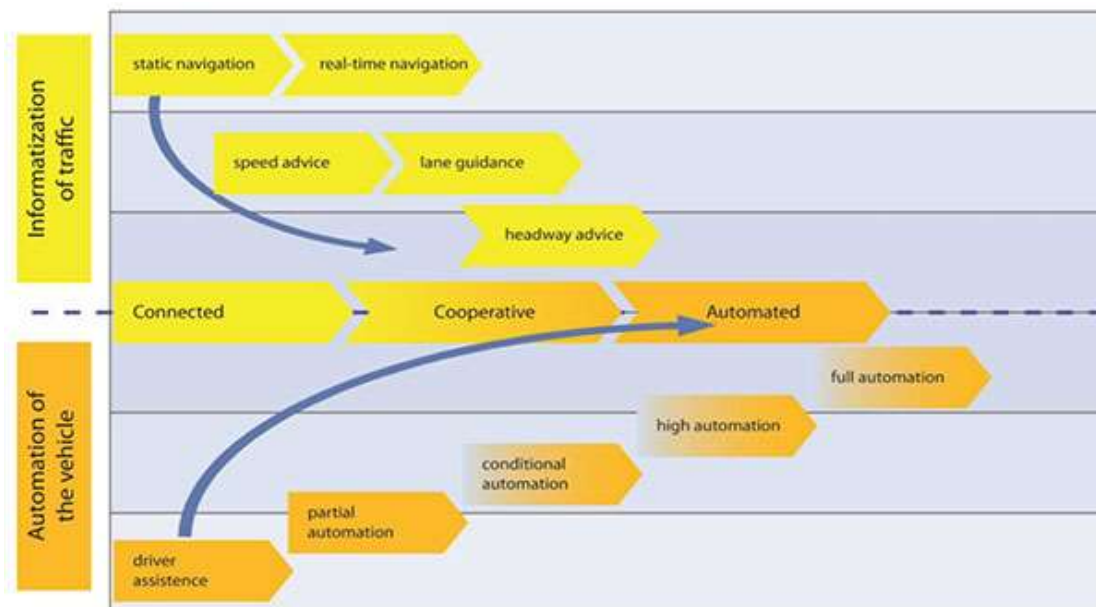 Informatization
of traffic
static navigation
real-time navigation
speed advice
lane guidance
headway advice
Connected
Cooperative
Automated
Automation of
the vehicle
full automation
high automation
conditional
automation
partial
automation
driver
assistence